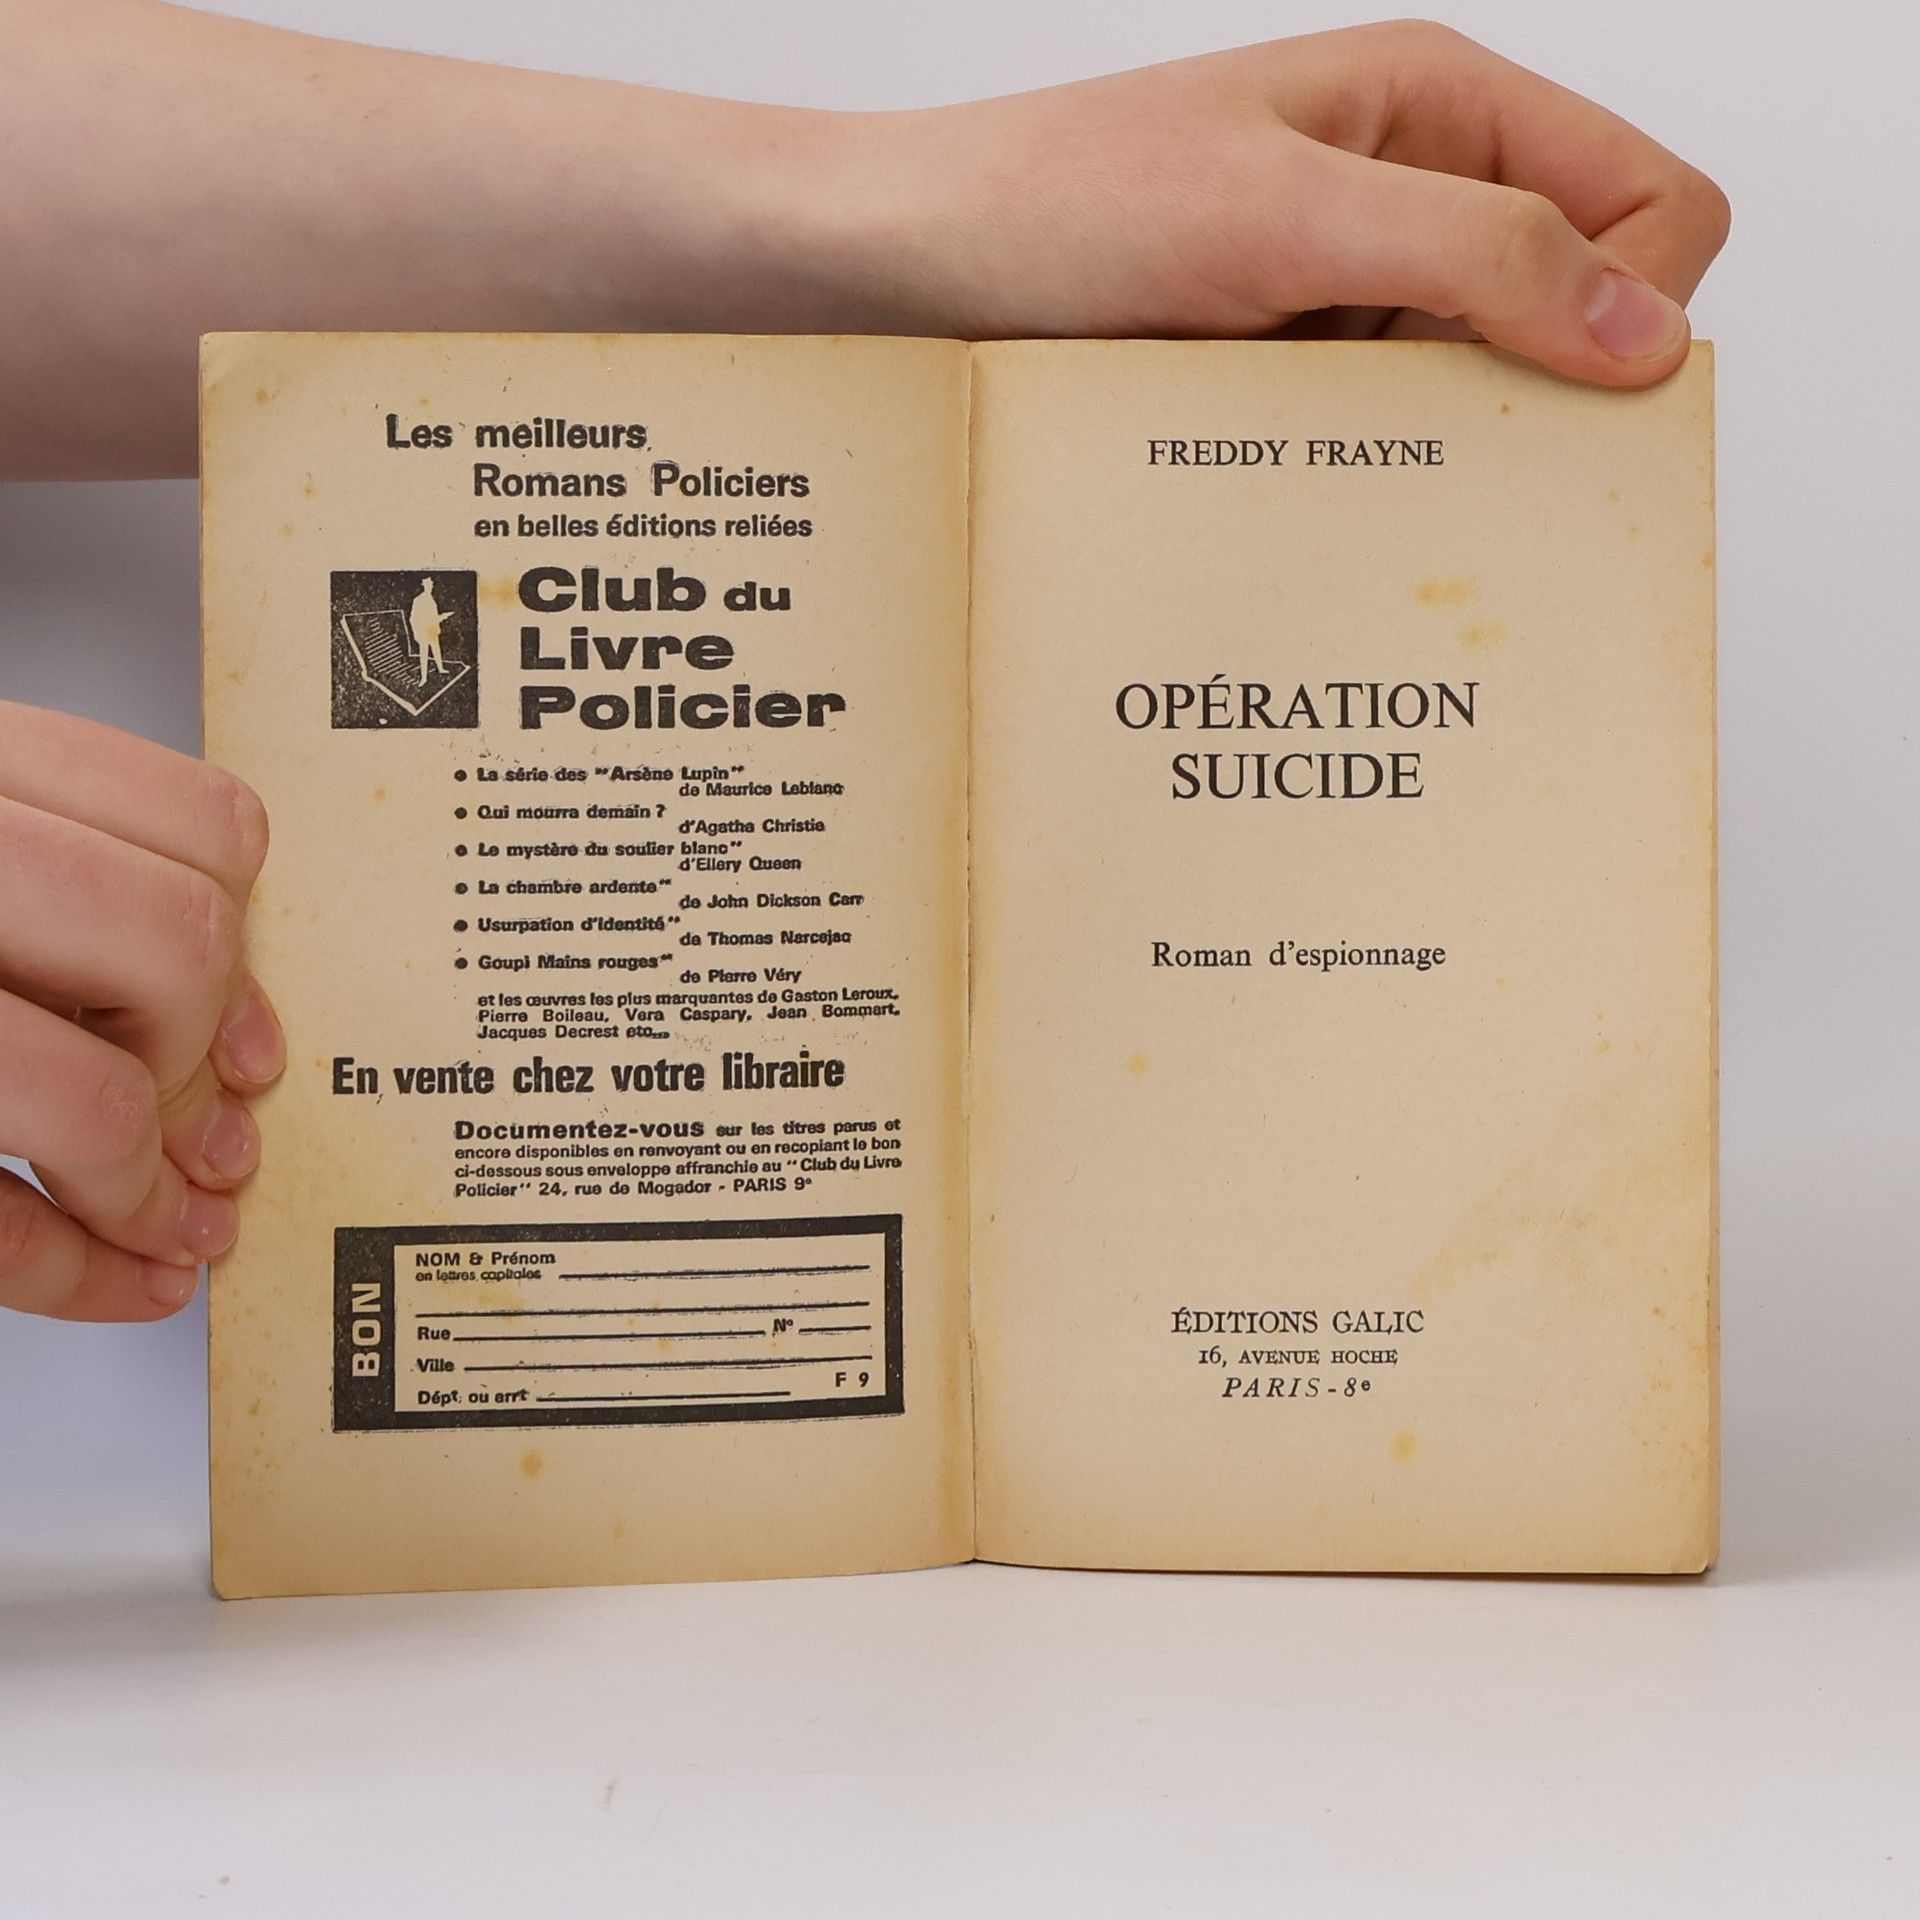 Les meilleurs
Romans Policiers
en belles éditions reliées
Club du
Livre
Policier
• La série des "Arsène Lupin"
de Maurice Leblanc
• Qui mourra demain ?
d'Agatha Christie
• Le mystère du soulier blanc"
d'Ellery Queen
• La chambre ardente"
de John Dickson Carr
• Usurpation d'identité"
de Thomas Narcejac
• Goupi Mains rouges"
de Pierre Véry
et les œuvres les plus marquantes de Gaston Leroux,
Pierre Boileau, Vera Caspary, Jean Bommart,
Jacques Decrest etc...
En vente chez votre libraire
Documentez-vous sur les titres parus et
encore disponibles en renvoyant ou en recopiant le bon
ci-dessous sous enveloppe affranchie au "Club du Livre
Policier" 24, rue de Mogador - PARIS 9e
BON
NOM & Prénom
en lettres capitales
Rue N°
Ville
Dépt. ou arrt
F 9
FREDDY FRAYNE
OPÉRATION
SUICIDE
Roman d'espionnage
ÉDITIONS GALIC
16, AVENUE HOCHE
PARIS-8e